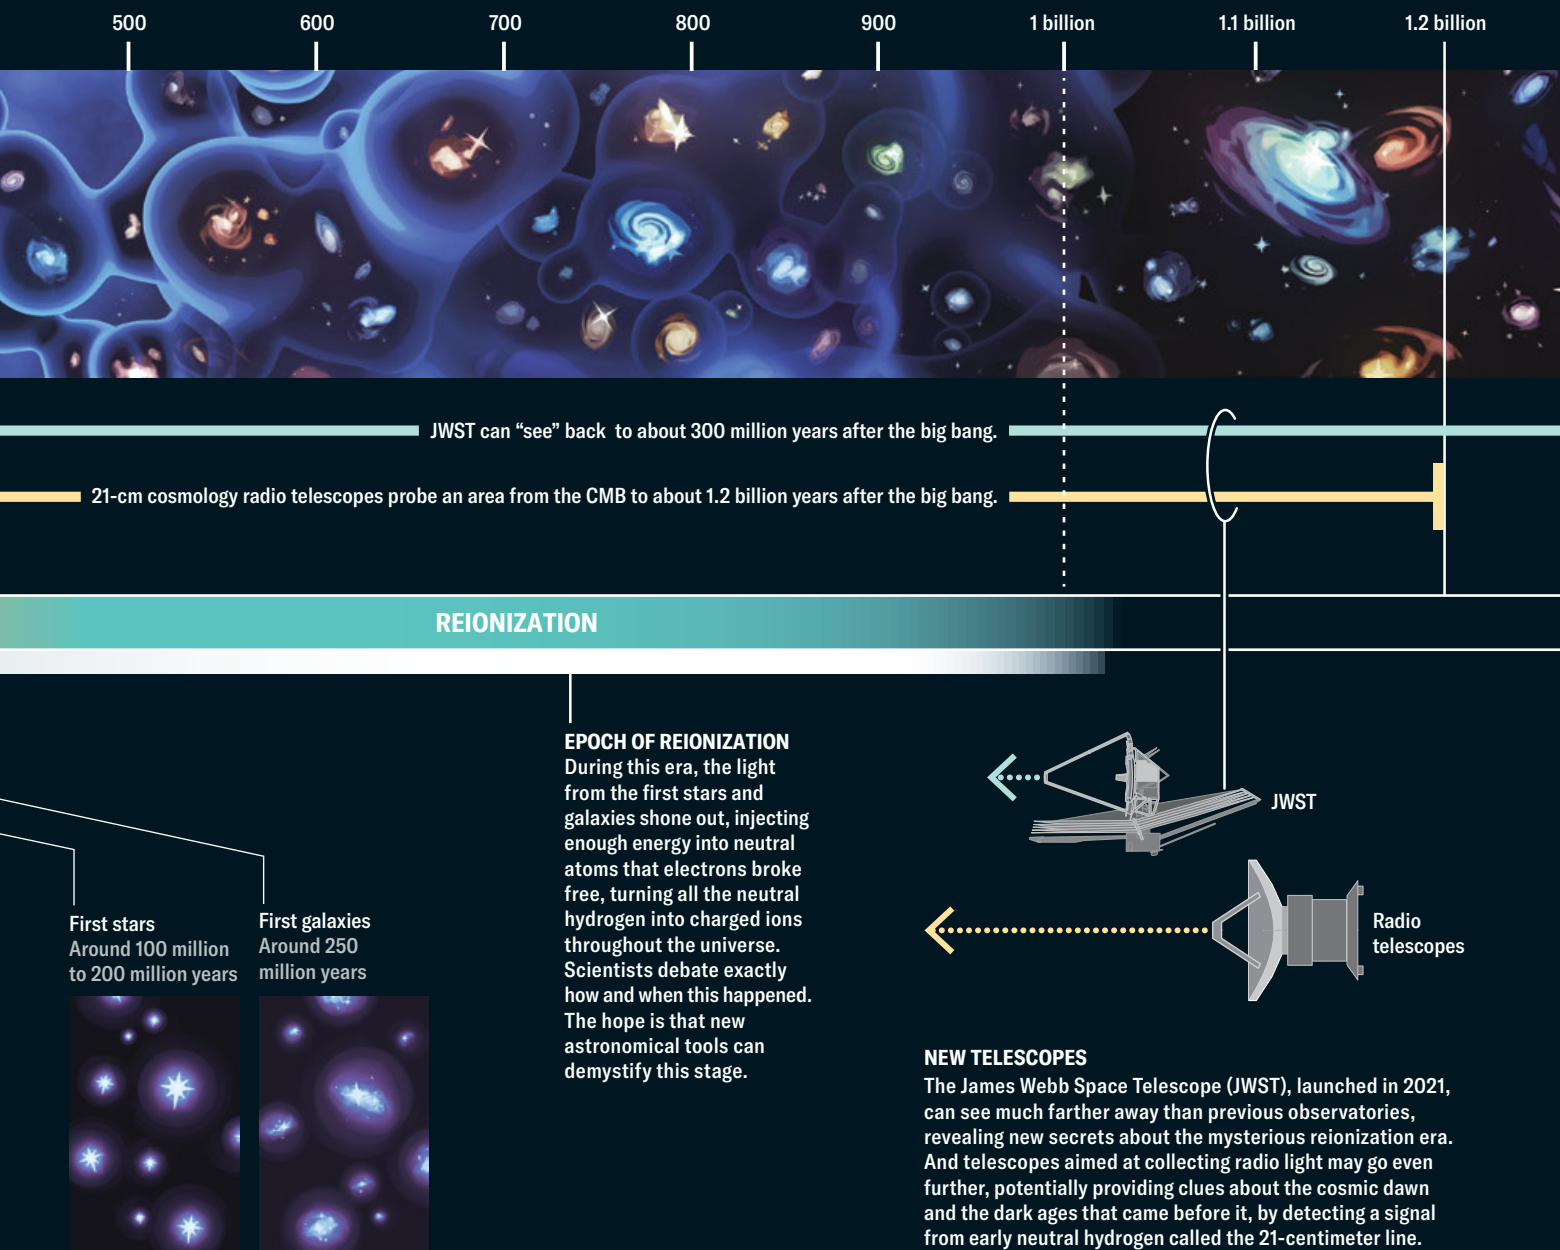 500 600 700 800 900 1 billion 1.1 billion 1.2 billion
JWST can “see” back to about 300 million years after the big bang.
21-cm cosmology radio telescopes probe an area from the CMB to about 1.2 billion years after the big bang.
REIONIZATION
EPOCH OF REIONIZATION
During this era, the light
from the first stars and
galaxies shone out, injecting
enough energy into neutral
atoms that electrons broke
free, turning all the neutral
hydrogen into charged ions
throughout the universe.
Scientists debate exactly
how and when this happened.
The hope is that new
astronomical tools can
demystify this stage.
JWST
Radio
telescopes
First stars
Around 100 million
to 200 million years
First galaxies
Around 250
million years
NEW TELESCOPES
The James Webb Space Telescope (JWST), launched in 2021,
can see much farther away than previous observatories,
revealing new secrets about the mysterious reionization era.
And telescopes aimed at collecting radio light may go even
further, potentially providing clues about the cosmic dawn
and the dark ages that came before it, by detecting a signal
from early neutral hydrogen called the 21-centimeter line.